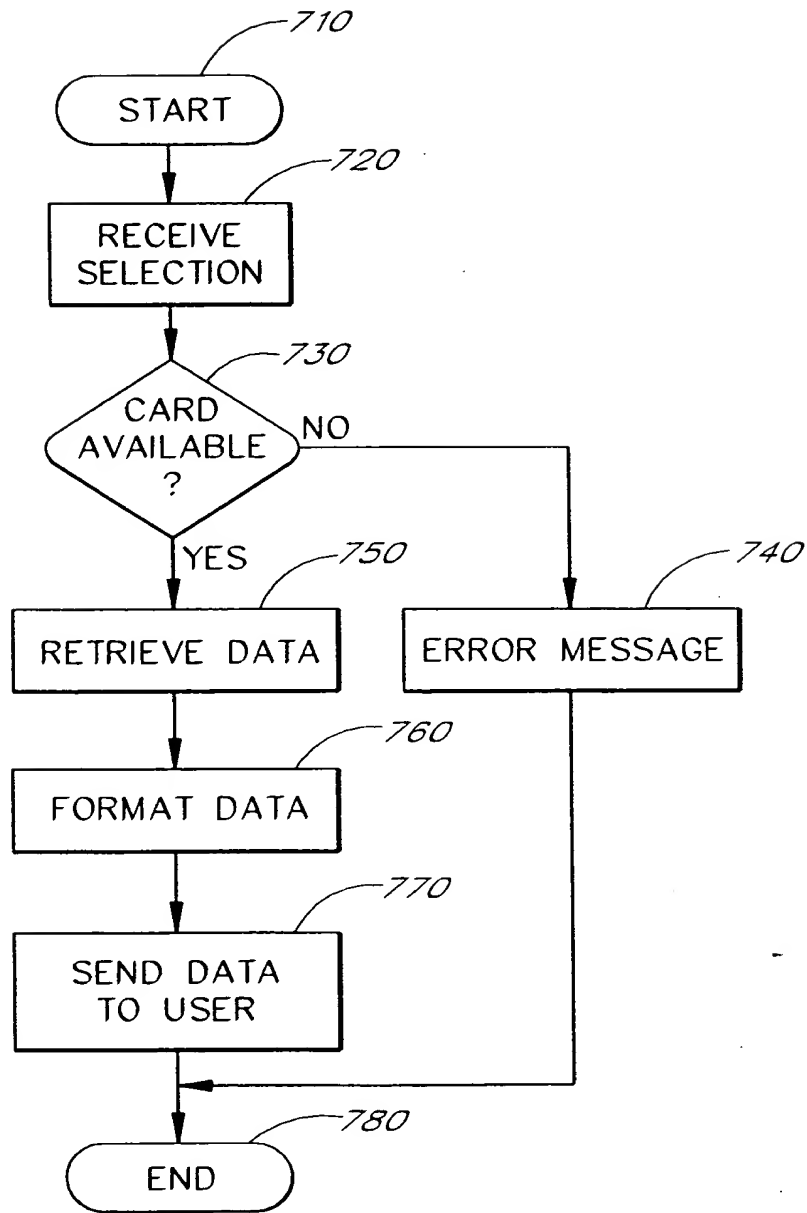 710
START
720
RECEIVE
SELECTION
730
CARD
AVAILABLE
?
NO
YES
750
740
RETRIEVE DATA
ERROR MESSAGE
760
FORMAT DATA
770
SEND DATA
TO USER
780
END